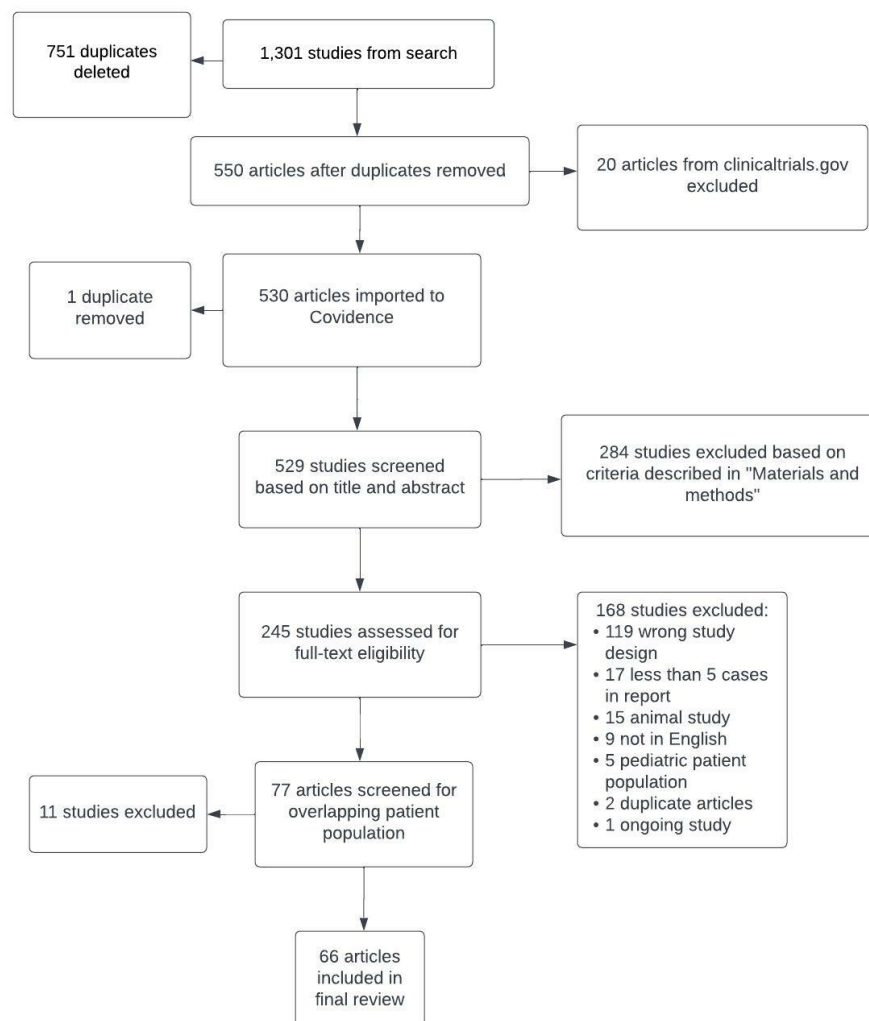 751 duplicates
deleted
1,301 studies from search
550 articles after duplicates removed
20 articles from clinicaltrials.gov
excluded
1 duplicate
removed
530 articles imported to
Covidence
529 studies screened
based on title and abstract
284 studies excluded based on
criteria described in "Materials and
methods"
245 studies assessed for
full-text eligibility
168 studies excluded:
• 119 wrong study
design
• 17 less than 5 cases
in report
• 15 animal study
• 9 not in English
• 5 pediatric patient
population
• 2 duplicate articles
• 1 ongoing study
11 studies excluded
77 articles screened for
overlapping patient
population
66 articles
included in
final review